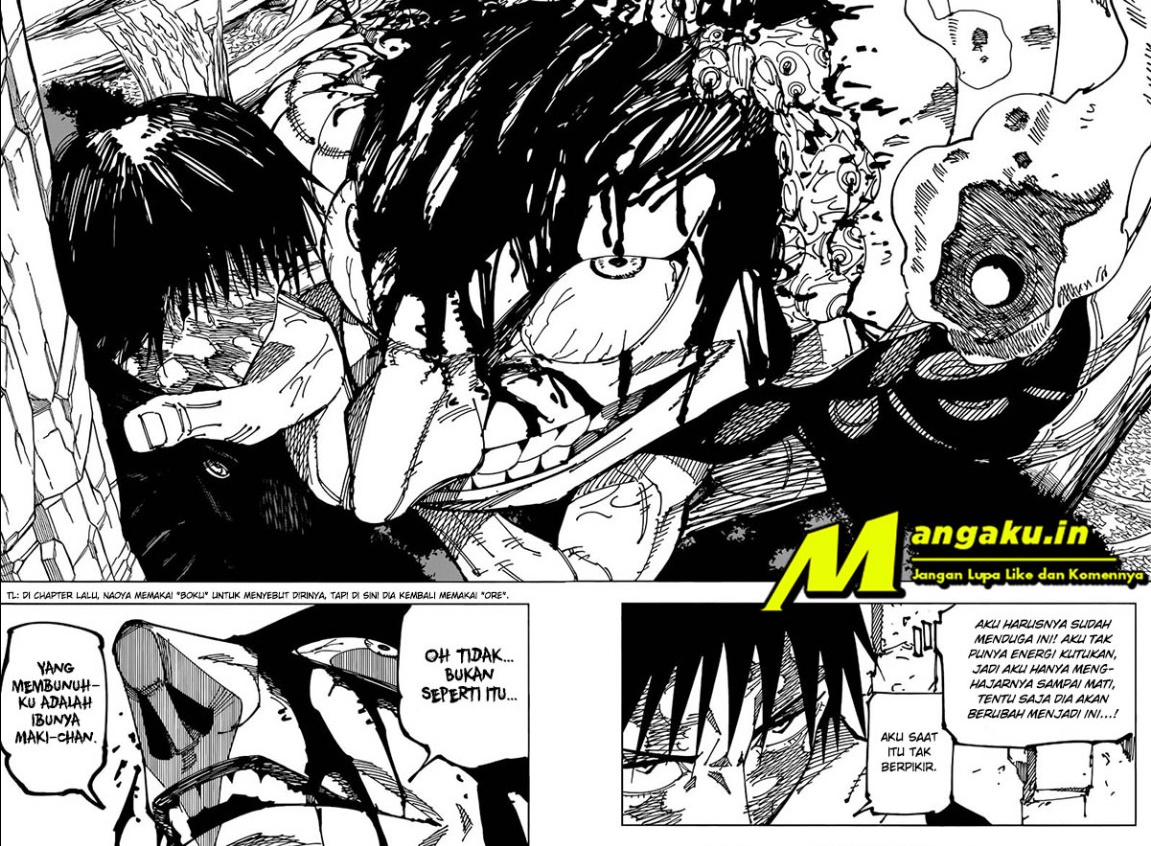 Mangaku.in
Jangan Lupa Like dan Komennya
TL: DI CHAPTER LALU, NAOYA MEMAKAI "BOKU" UNTUK MENYEBUT DIRINYA, TAPI DI SINI DIA KEMBALI MEMAKAI "ORE".
AKU HARUSNYA SUDAH
MENDUGA INI! AKU TAK
PUNYA ENERGI KUTUKAN,
JADI AKU HANYA MENG-
HAJARNYA SAMPAI MATI,
TENTU SAJA DIA AKAN
BERUBAH MENJADI INI...!
AKU SAAT
ITU TAK
BERPIKIR.
OH TIDAK...
BUKAN
SEPERTI ITU...
YANG
MEMBUNUH-
KU ADALAH
IBUNYA
MAKI-CHAN.